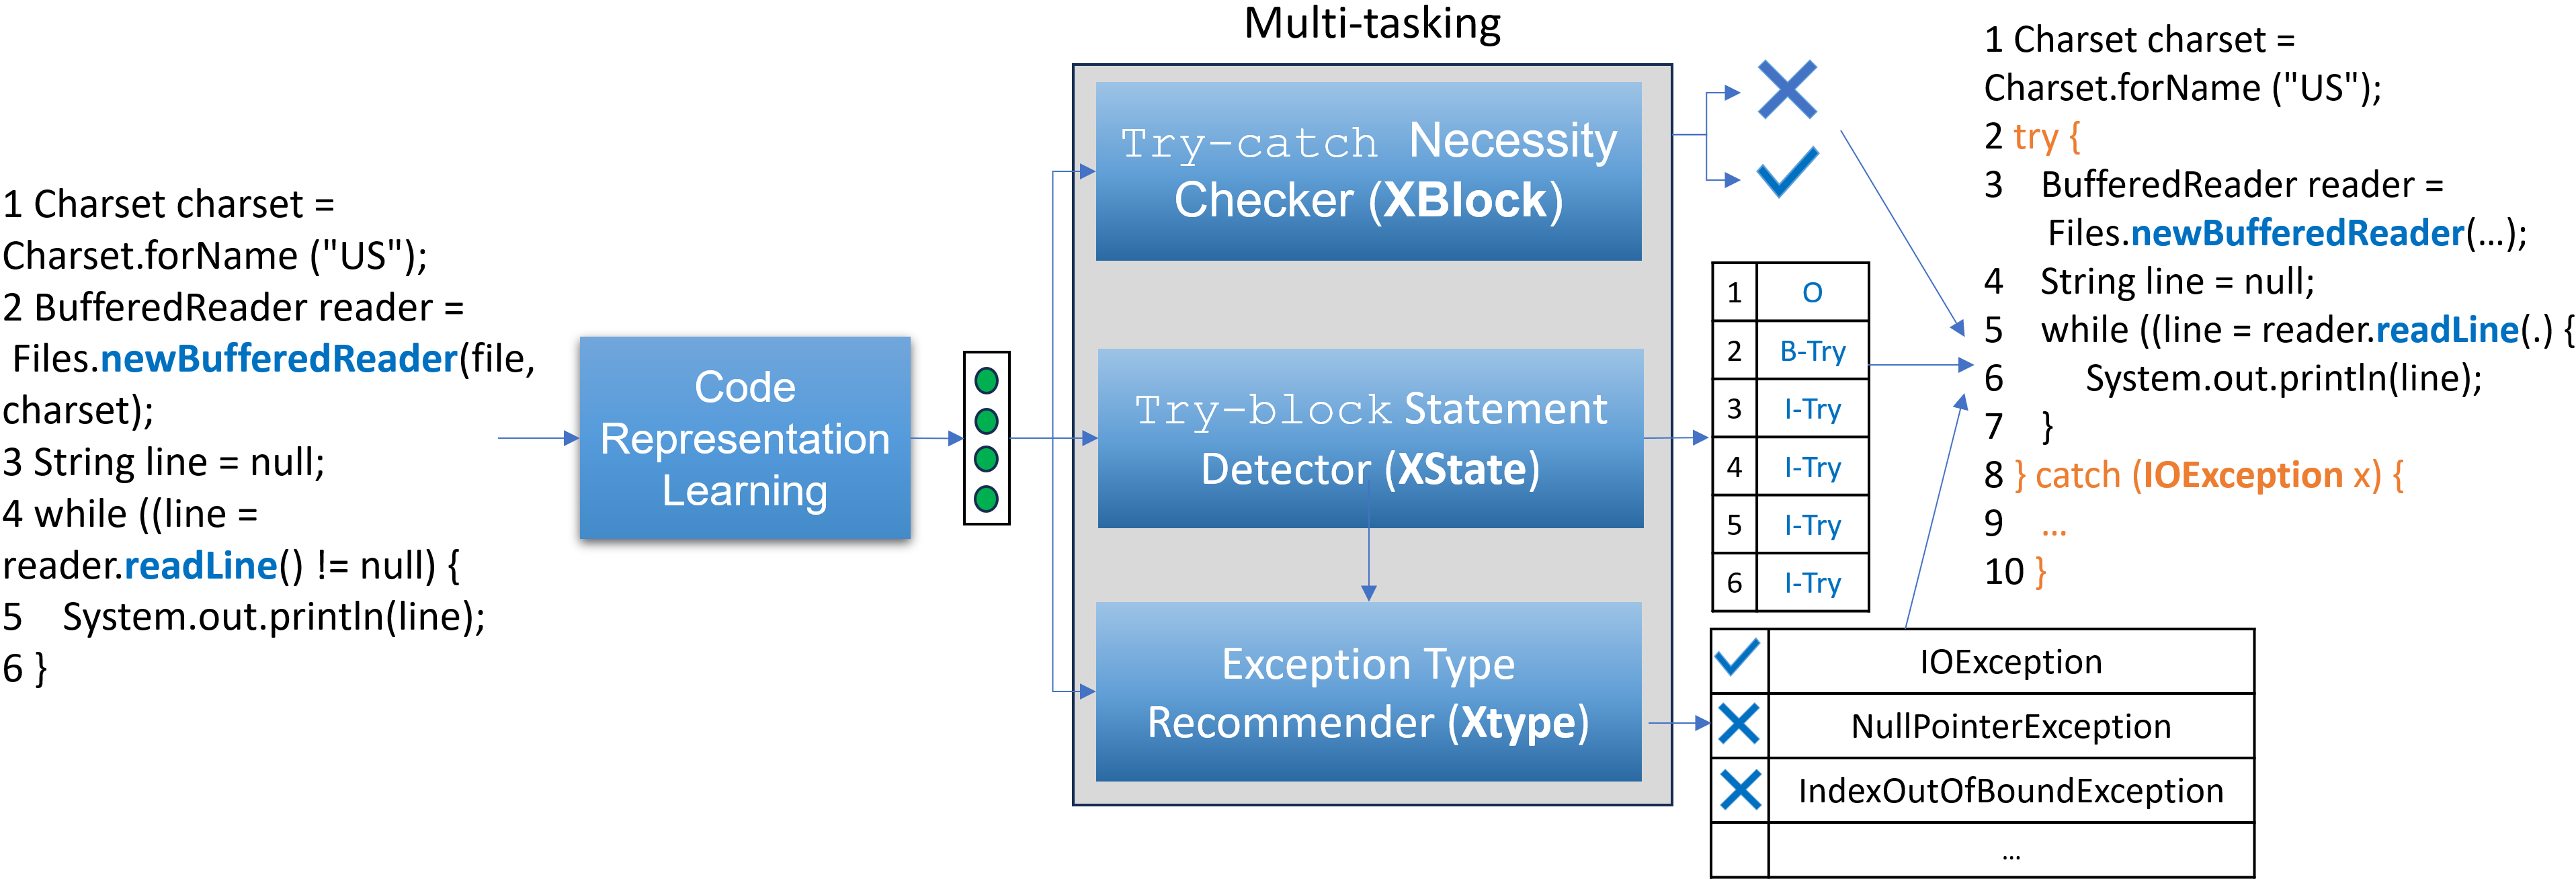 Multi-tasking
1 Charset charset =
Charset.forName ("US");
2 BufferedReader reader =
Files.newBufferedReader(file,
charset);
3 String line = null;
4 while ((line =
reader.readLine() != null) {
5 System.out.println(line);
6 }
Code
Representation
Learning
Try-catch Necessity
Checker (XBlock)
Try-block Statement
Detector (XState)
Exception Type
Recommender (Xtype)
1 O
2 B-Try
3 I-Try
4 I-Try
5 I-Try
6 I-Try
IOException
NullPointerException
IndexOutOfBoundException
...
1 Charset charset =
Charset.forName ("US");
2 try {
3 BufferedReader reader =
Files.newBufferedReader(...);
4 String line = null;
5 while ((line = reader.readLine(.) {
6 System.out.println(line);
7 }
8 } catch (IOException x) {
9 ...
10 }